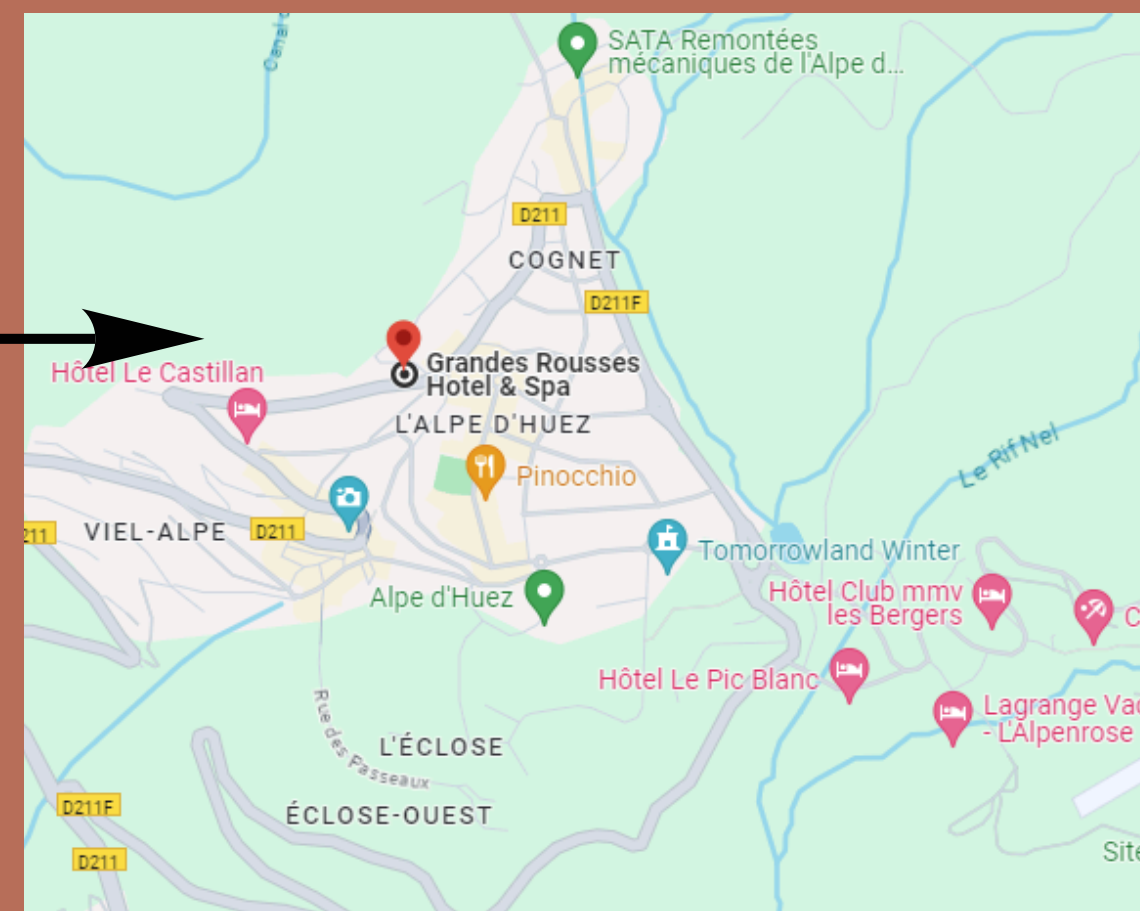 Canal d
SATA Remontées
mécaniques de l'Alpe d...
D211
COGNET
D211F
Grandes Rousses
Hotel & Spa
Hôtel Le Castillan
L'ALPE D'HUEZ
Le Rif Nel
Pinocchio
211
VIEL-ALPE
D211
Tomorrowland Winter
Alpe d'Huez
Hôtel Club mmv
les Bergers
C
Hôtel Le Pic Blanc
Lagrange Vac
- L'Alpenrose
Rue des Passeaux
L'ÉCLOSE
D211F
ÉCLOSE-OUEST
D211
Site